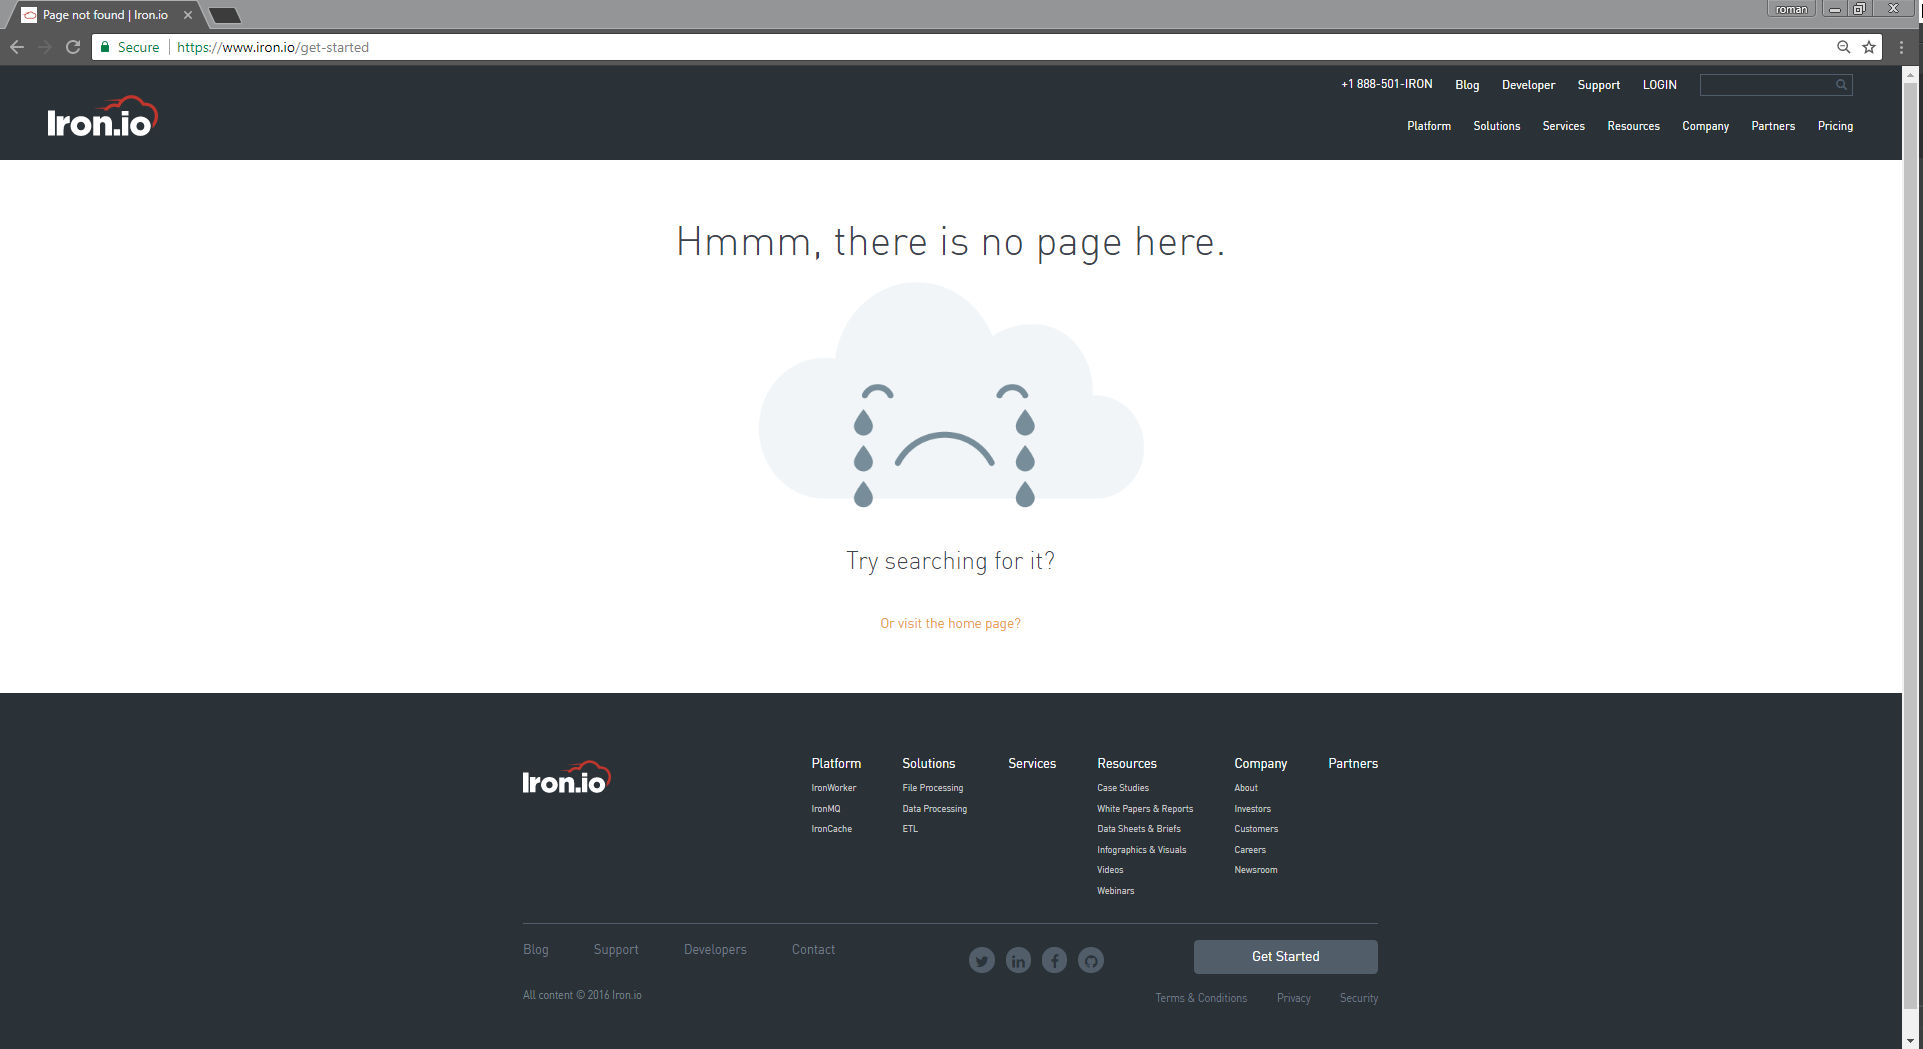 Page not found | Iron.io
roman
Secure | https://www.iron.io/get-started
+1 888-501-IRON Blog Developer Support LOGIN
Iron.io
Platform Solutions Services Resources Company Partners Pricing
Hmmm, there is no page here.
Try searching for it?
Or visit the home page?
Iron.io
Platform
IronWorker
IronMQ
IronCache
Solutions
File Processing
Data Processing
ETL
Services
Resources
Case Studies
White Papers & Reports
Data Sheets & Briefs
Infographics & Visuals
Videos
Webinars
Company
About
Investors
Customers
Careers
Newsroom
Partners
Blog Support Developers Contact
Get Started
All content © 2016 Iron.io
Terms & Conditions Privacy Security